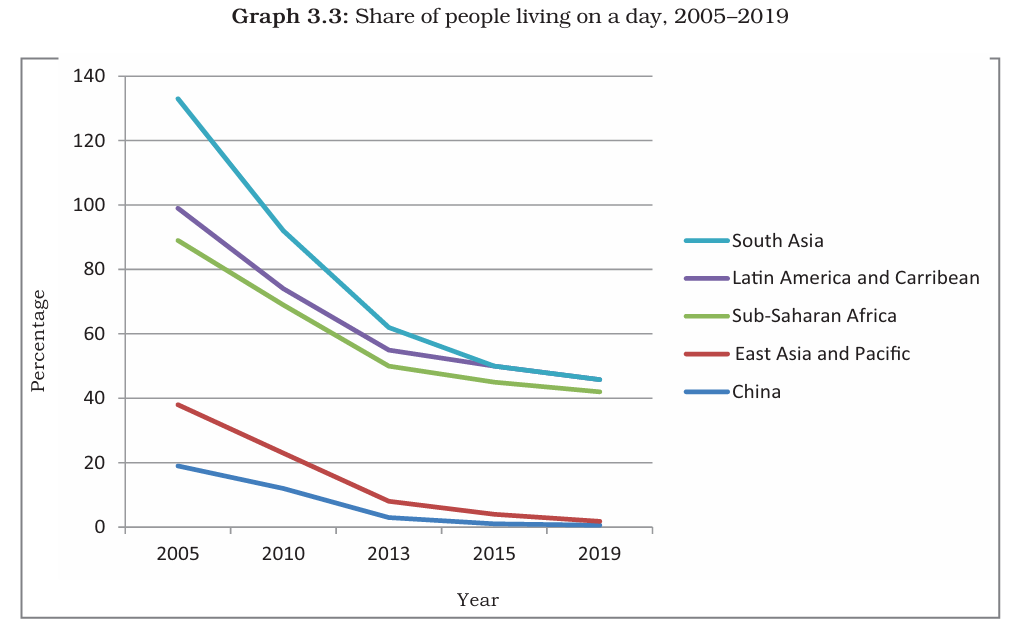 Graph 3.3: Share of people living on a day, 2005–2019
140
120
100
80
60
40
20
0
Percentage
2005 2010 2013 2015 2019
Year
South Asia
Latin America and Carribean
Sub-Saharan Africa
East Asia and Pacific
China